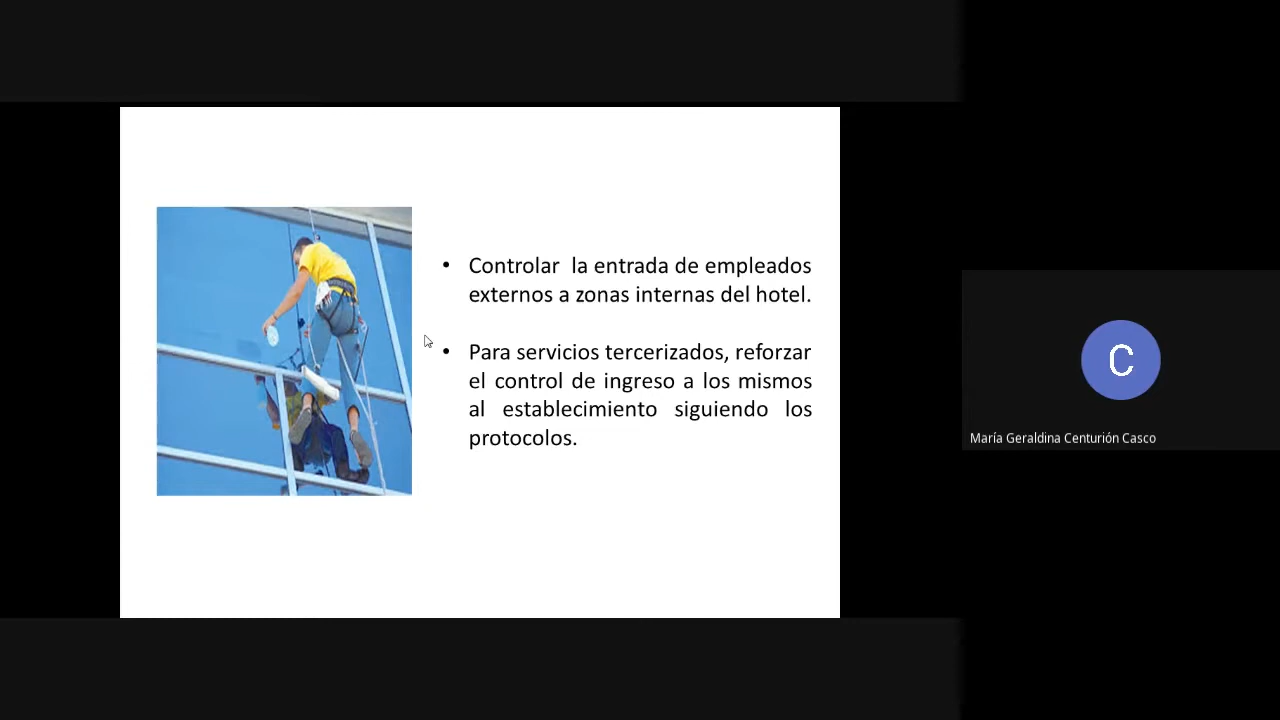 • Controlar  la entrada de empleados
externos a zonas internas del hotel.
• Para servicios tercerizados, reforzar
el control de ingreso a los mismos
al establecimiento siguiendo los
protocolos.
C
María Geraldina Centurión Casco